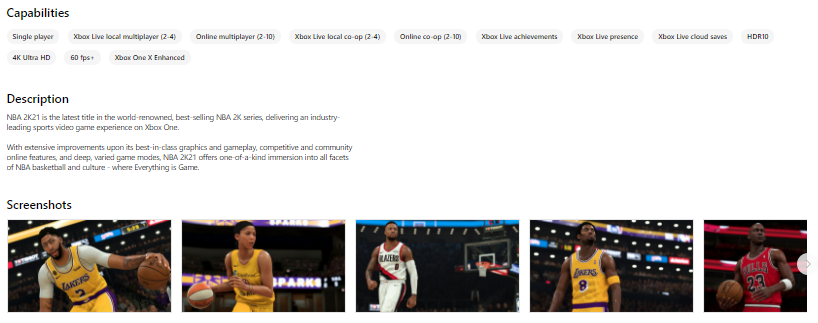 Capabilities
Single player
Xbox Live local multiplayer (2-4)
Online multiplayer (2-10)
Xbox Live local co-op (2-4)
Online co-op (2-10)
Xbox Live achievements
Xbox Live presence
Xbox Live cloud saves
HDR10
4K Ultra HD
60 fps+
Xbox One X Enhanced
Description
NBA 2K21 is the latest title in the world-renowned, best-selling NBA 2K series, delivering an industry-
leading sports video game experience on Xbox One.
With extensive improvements upon its best-in-class graphics and gameplay, competitive and community
online features, and deep, varied game modes, NBA 2K21 offers one-of-a-kind immersion into all facets
of NBA basketball and culture - where Everything is Game.
Screenshots
LAKERS
3
SPARKS
SPARKS
BLAZERS
0
LAKERS
8
BULLS
23